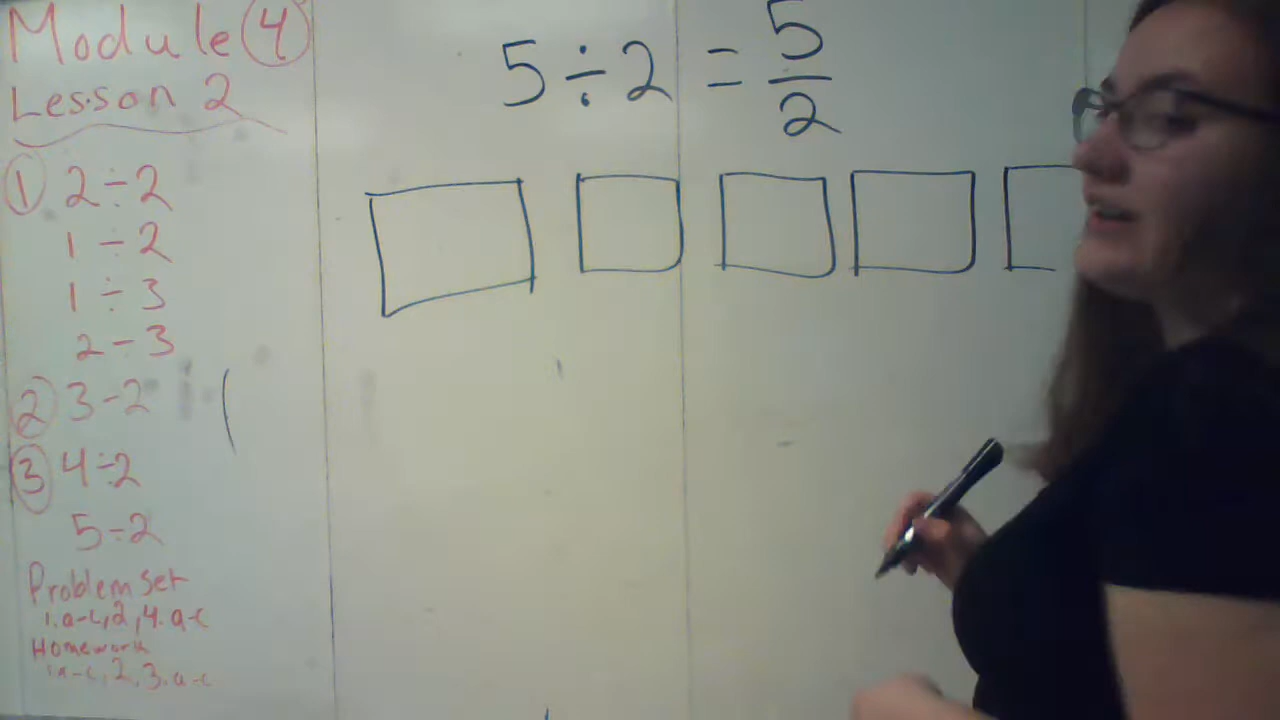 Module 4
Lesson 2
1 2÷2
1÷2
1÷3
2÷3
2 3÷2
3 4÷2
5÷2
Problem Set
1.a-c,2,4.a-c
Homework
1a-c,2,3.a-c
5÷2 = 5/2